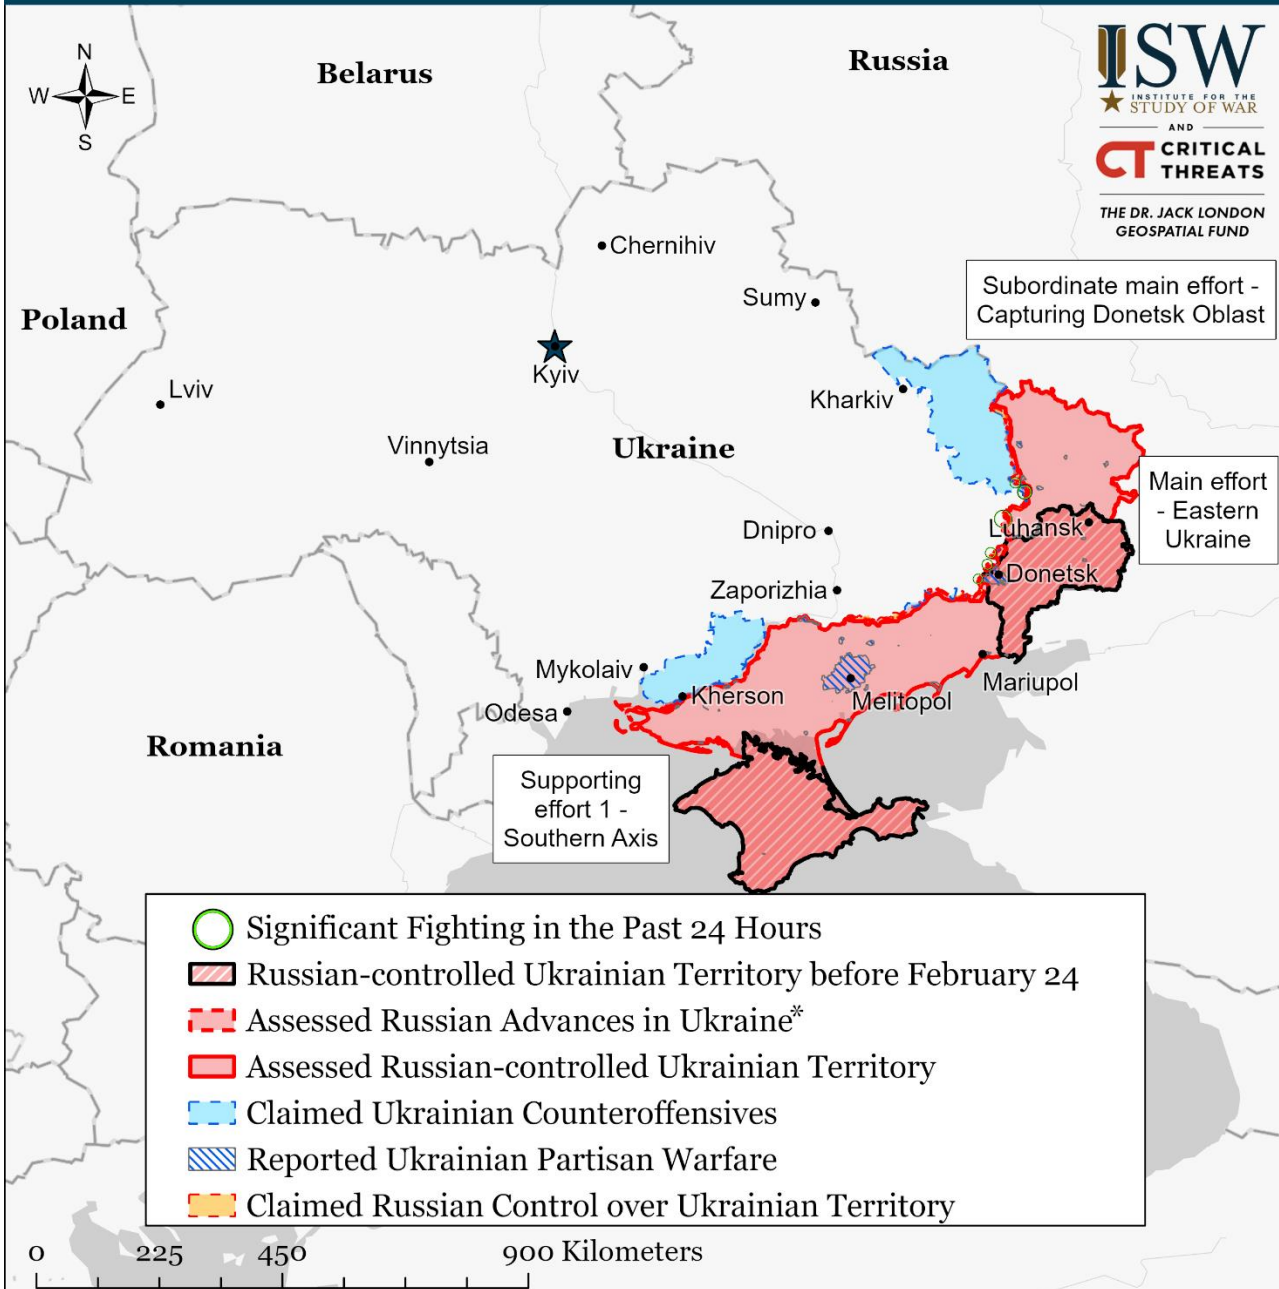 N
W
E
S
Belarus
Russia
ISW
INSTITUTE FOR THE
STUDY OF WAR
AND
CT CRITICAL
THREATS
THE DR. JACK LONDON
GEOSPATIAL FUND
Chernihiv
Sumy
Subordinate main effort -
Capturing Donetsk Oblast
Poland
Kyiv
Lviv
Kharkiv
Vinnytsia
Ukraine
Main effort
- Eastern
Ukraine
Dnipro
Luhansk
Donetsk
Zaporizhia
Mykolaiv
Kherson
Melitopol
Mariupol
Odesa
Romania
Supporting
effort 1 -
Southern Axis
Significant Fighting in the Past 24 Hours
Russian-controlled Ukrainian Territory before February 24
Assessed Russian Advances in Ukraine*
Assessed Russian-controlled Ukrainian Territory
Claimed Ukrainian Counteroffensives
Reported Ukrainian Partisan Warfare
Claimed Russian Control over Ukrainian Territory
0 225 450 900 Kilometers